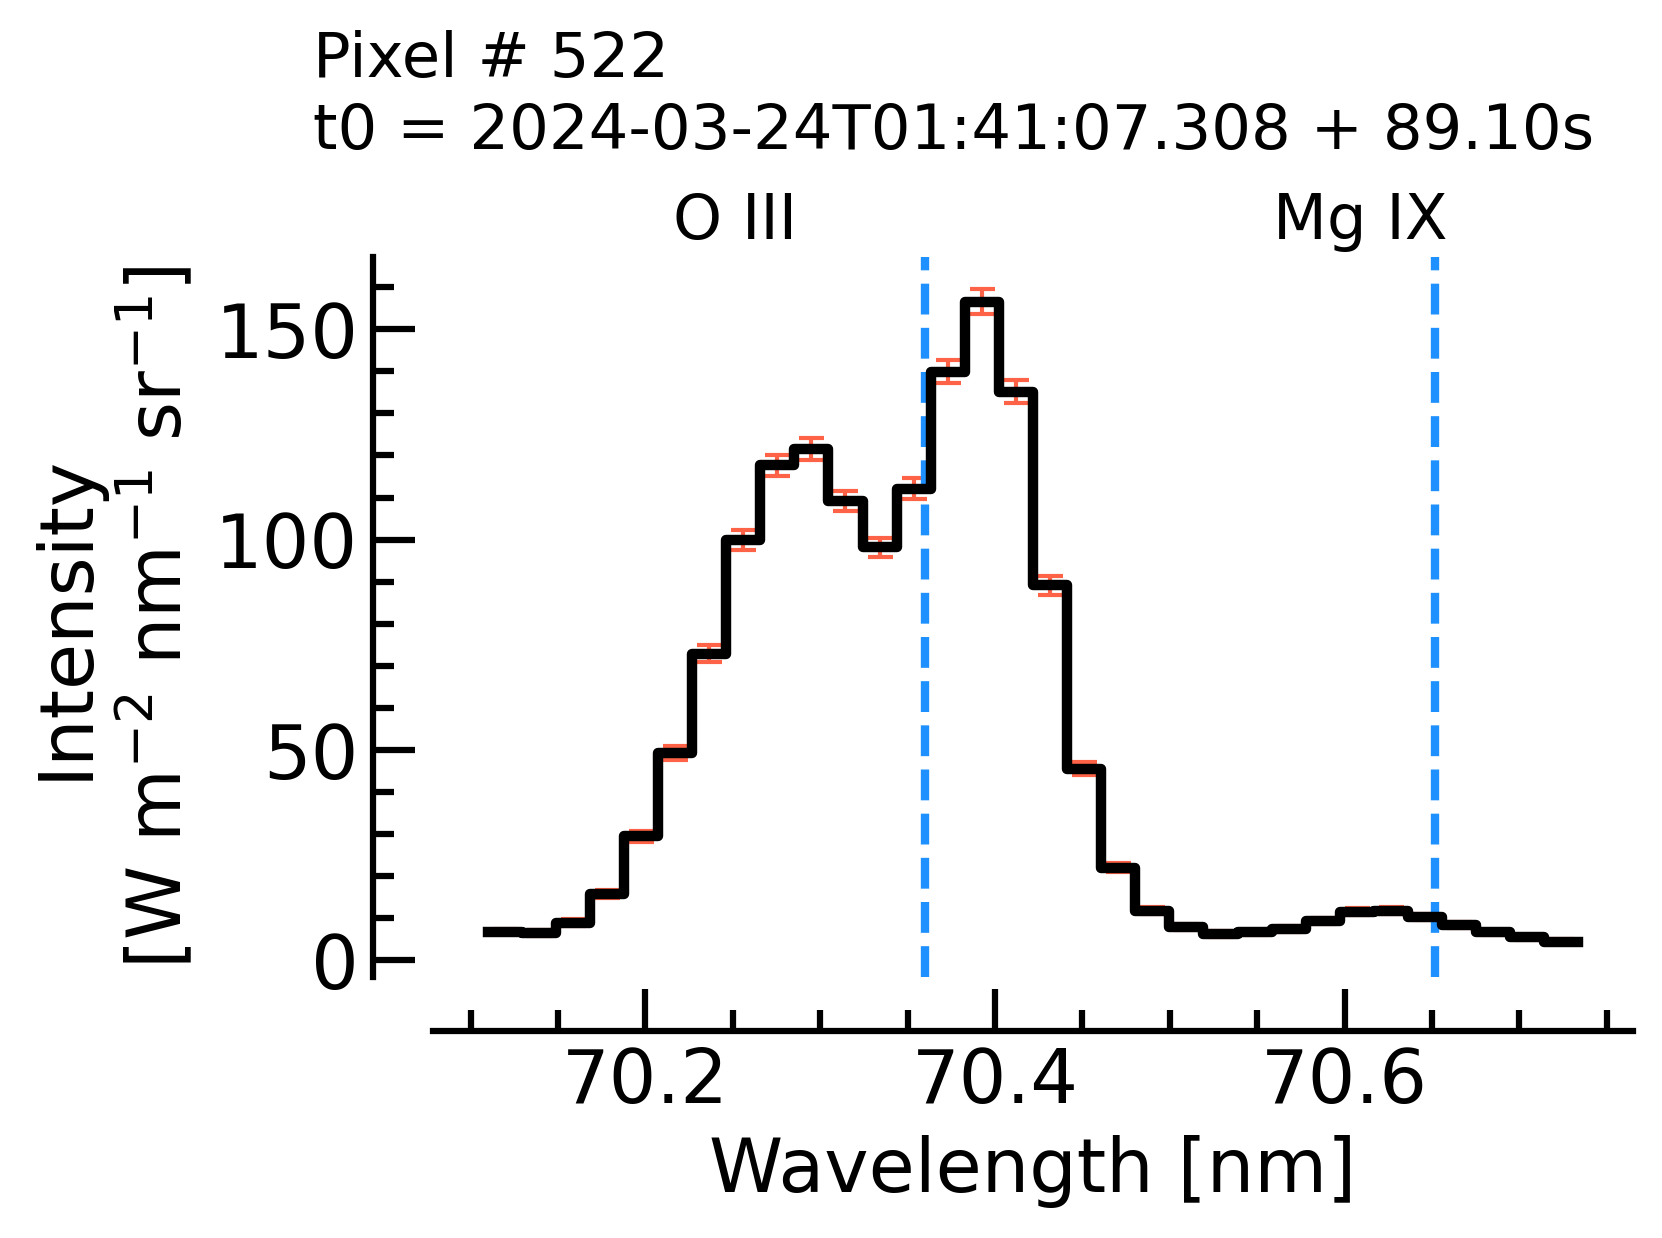 Pixel # 522
t0 = 2024-03-24T01:41:07.308 + 89.10s
O III Mg IX
Intensity
[W m⁻² nm⁻¹ sr⁻¹]
150
100
50
0
70.2 70.4 70.6
Wavelength [nm]